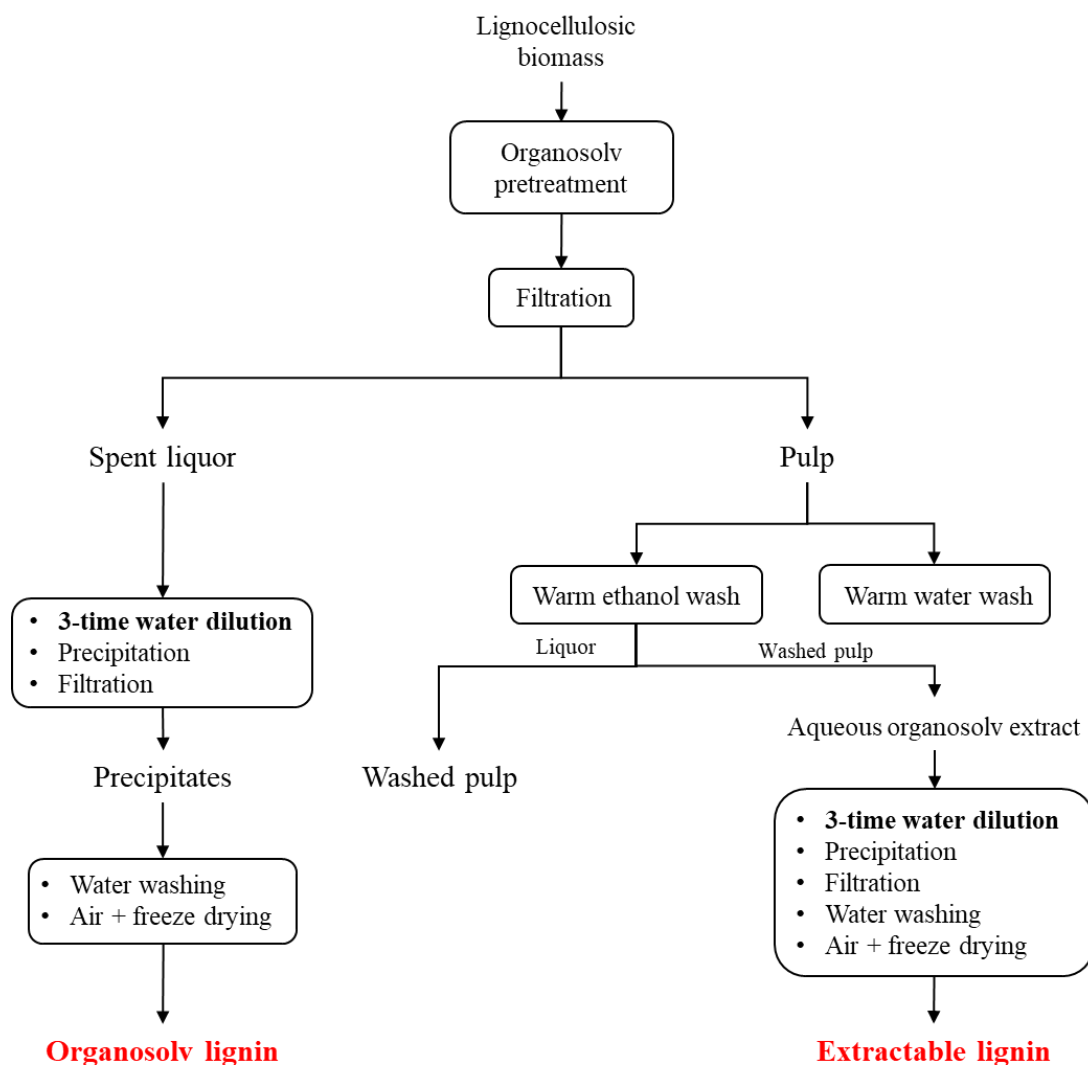 Lignocellulosic
biomass
Organosolv
pretreatment
Filtration
Spent liquor
Pulp
Warm ethanol wash
Warm water wash
• 3-time water dilution
• Precipitation
• Filtration
Liquor
Washed pulp
Aqueous organosolv extract
Precipitates
Washed pulp
• 3-time water dilution
• Precipitation
• Filtration
• Water washing
• Air + freeze drying
• Water washing
• Air + freeze drying
Organosolv lignin
Extractable lignin